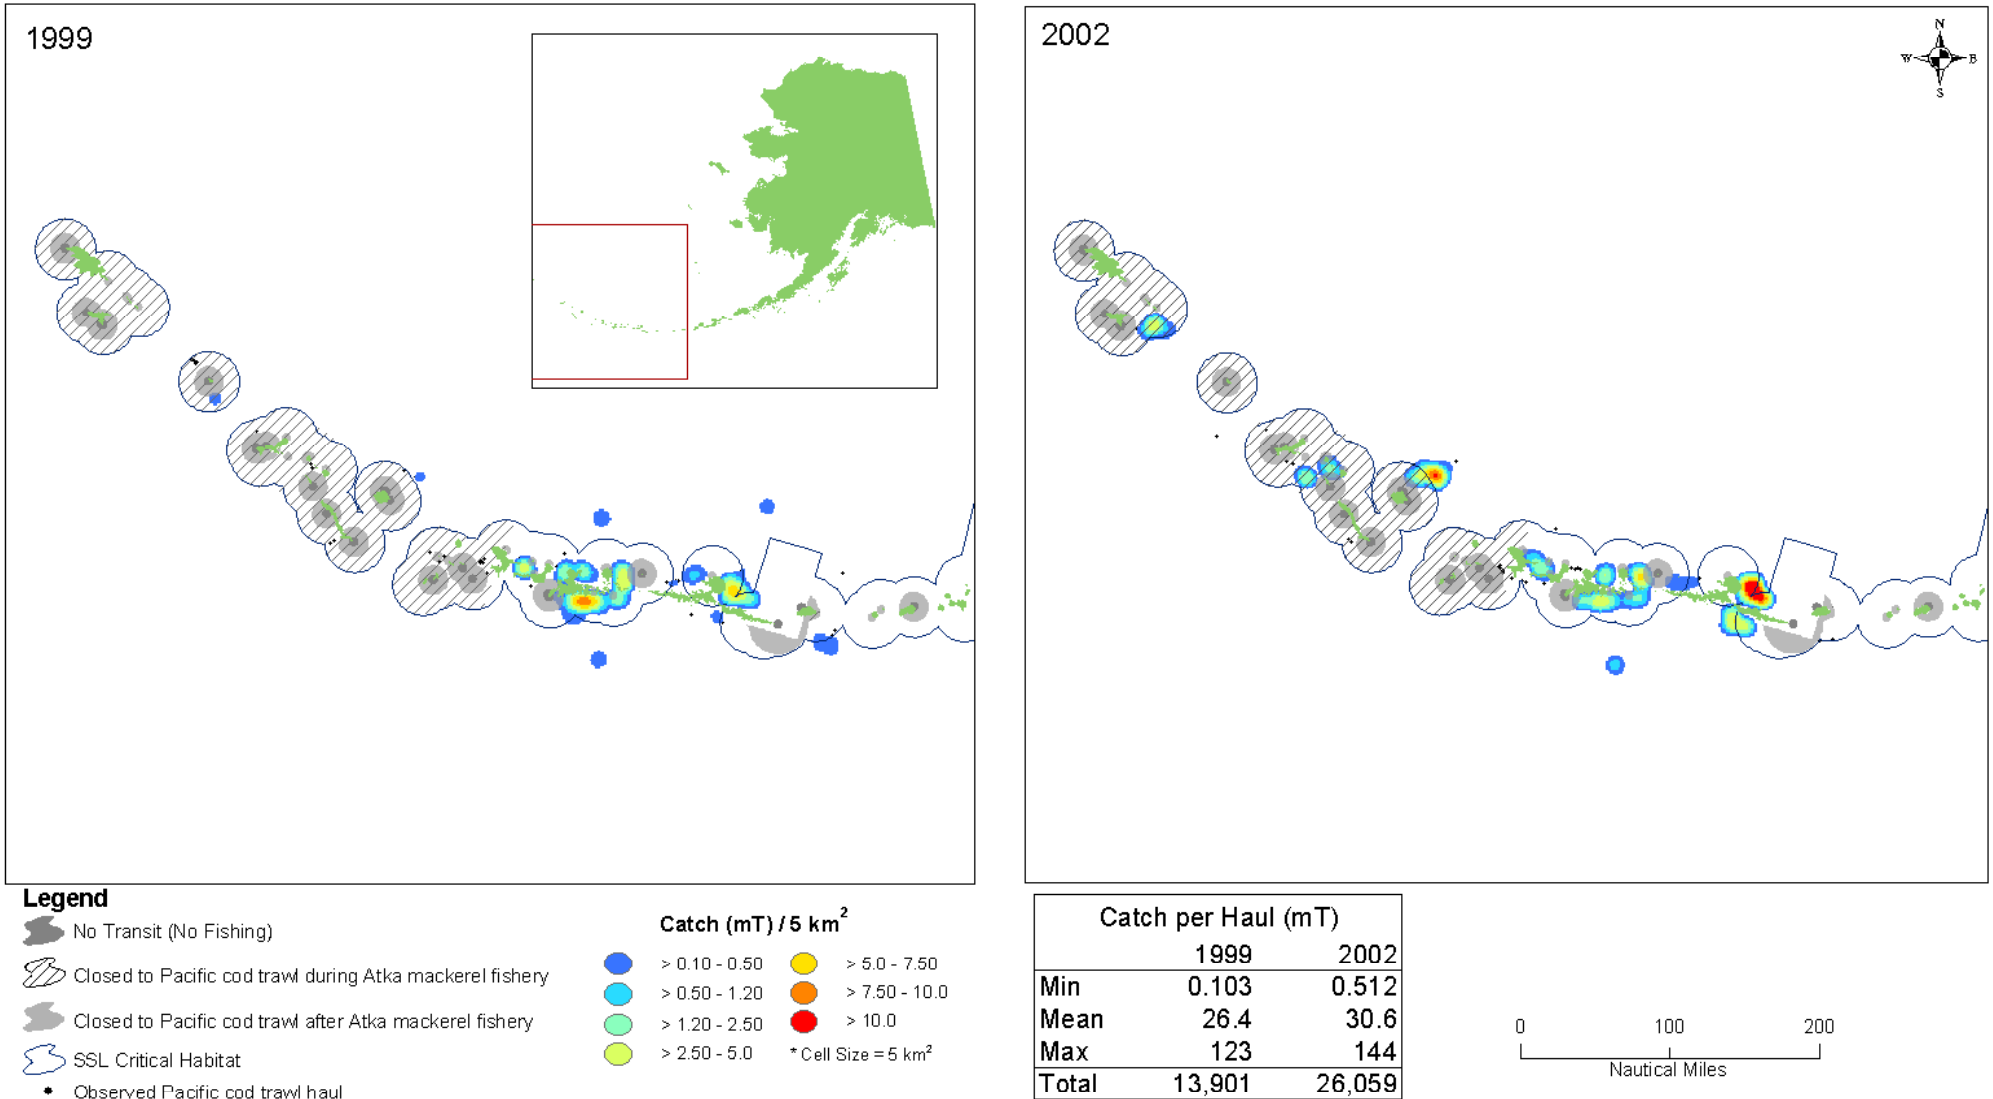 1999
2002
N
W
B
S
Legend
No Transit (No Fishing)
Closed to Pacific cod trawl during Atka mackerel fishery
Closed to Pacific cod trawl after Atka mackerel fishery
SSL Critical Habitat
Observed Pacific cod trawl haul
Catch (mT) / 5 km²
> 0.10 - 0.50
> 0.50 - 1.20
> 1.20 - 2.50
> 2.50 - 5.0
> 5.0 - 7.50
> 7.50 - 10.0
> 10.0
* Cell Size = 5 km²
Catch per Haul (mT)
1999 2002
Min 0.103 0.512
Mean 26.4 30.6
Max 123 144
Total 13,901 26,059
0 100 200
Nautical Miles